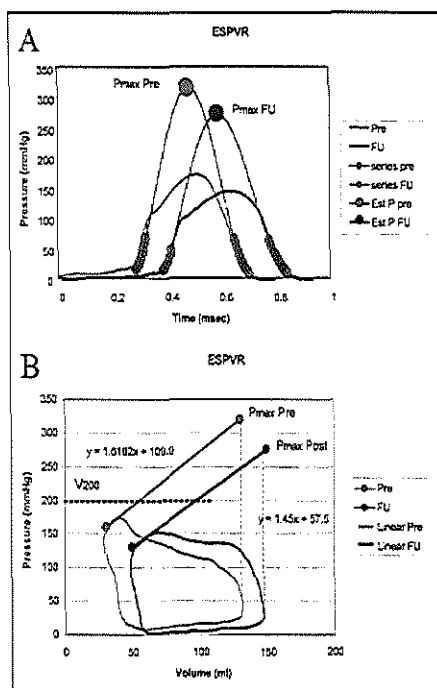 A
ESPVR
Pressure (mmHg)
350
300
250
200
150
100
50
0
Pmax Pre
Pmax FU
0
0.2
0.4
0.6
0.8
1
Time (msec)
Pre
FU
series pre
series FU
Est P pre
Est P FU
B
ESPVR
Pressure (mmHg)
350
300
250
200
150
100
50
0
Pmax Pre
Pmax Post
y = 1.6182x + 109.9
V200
y = 1.45x + 57.5
0
50
100
150
200
Volume (ml)
Pre
FU
Linear Pre
Linear FU